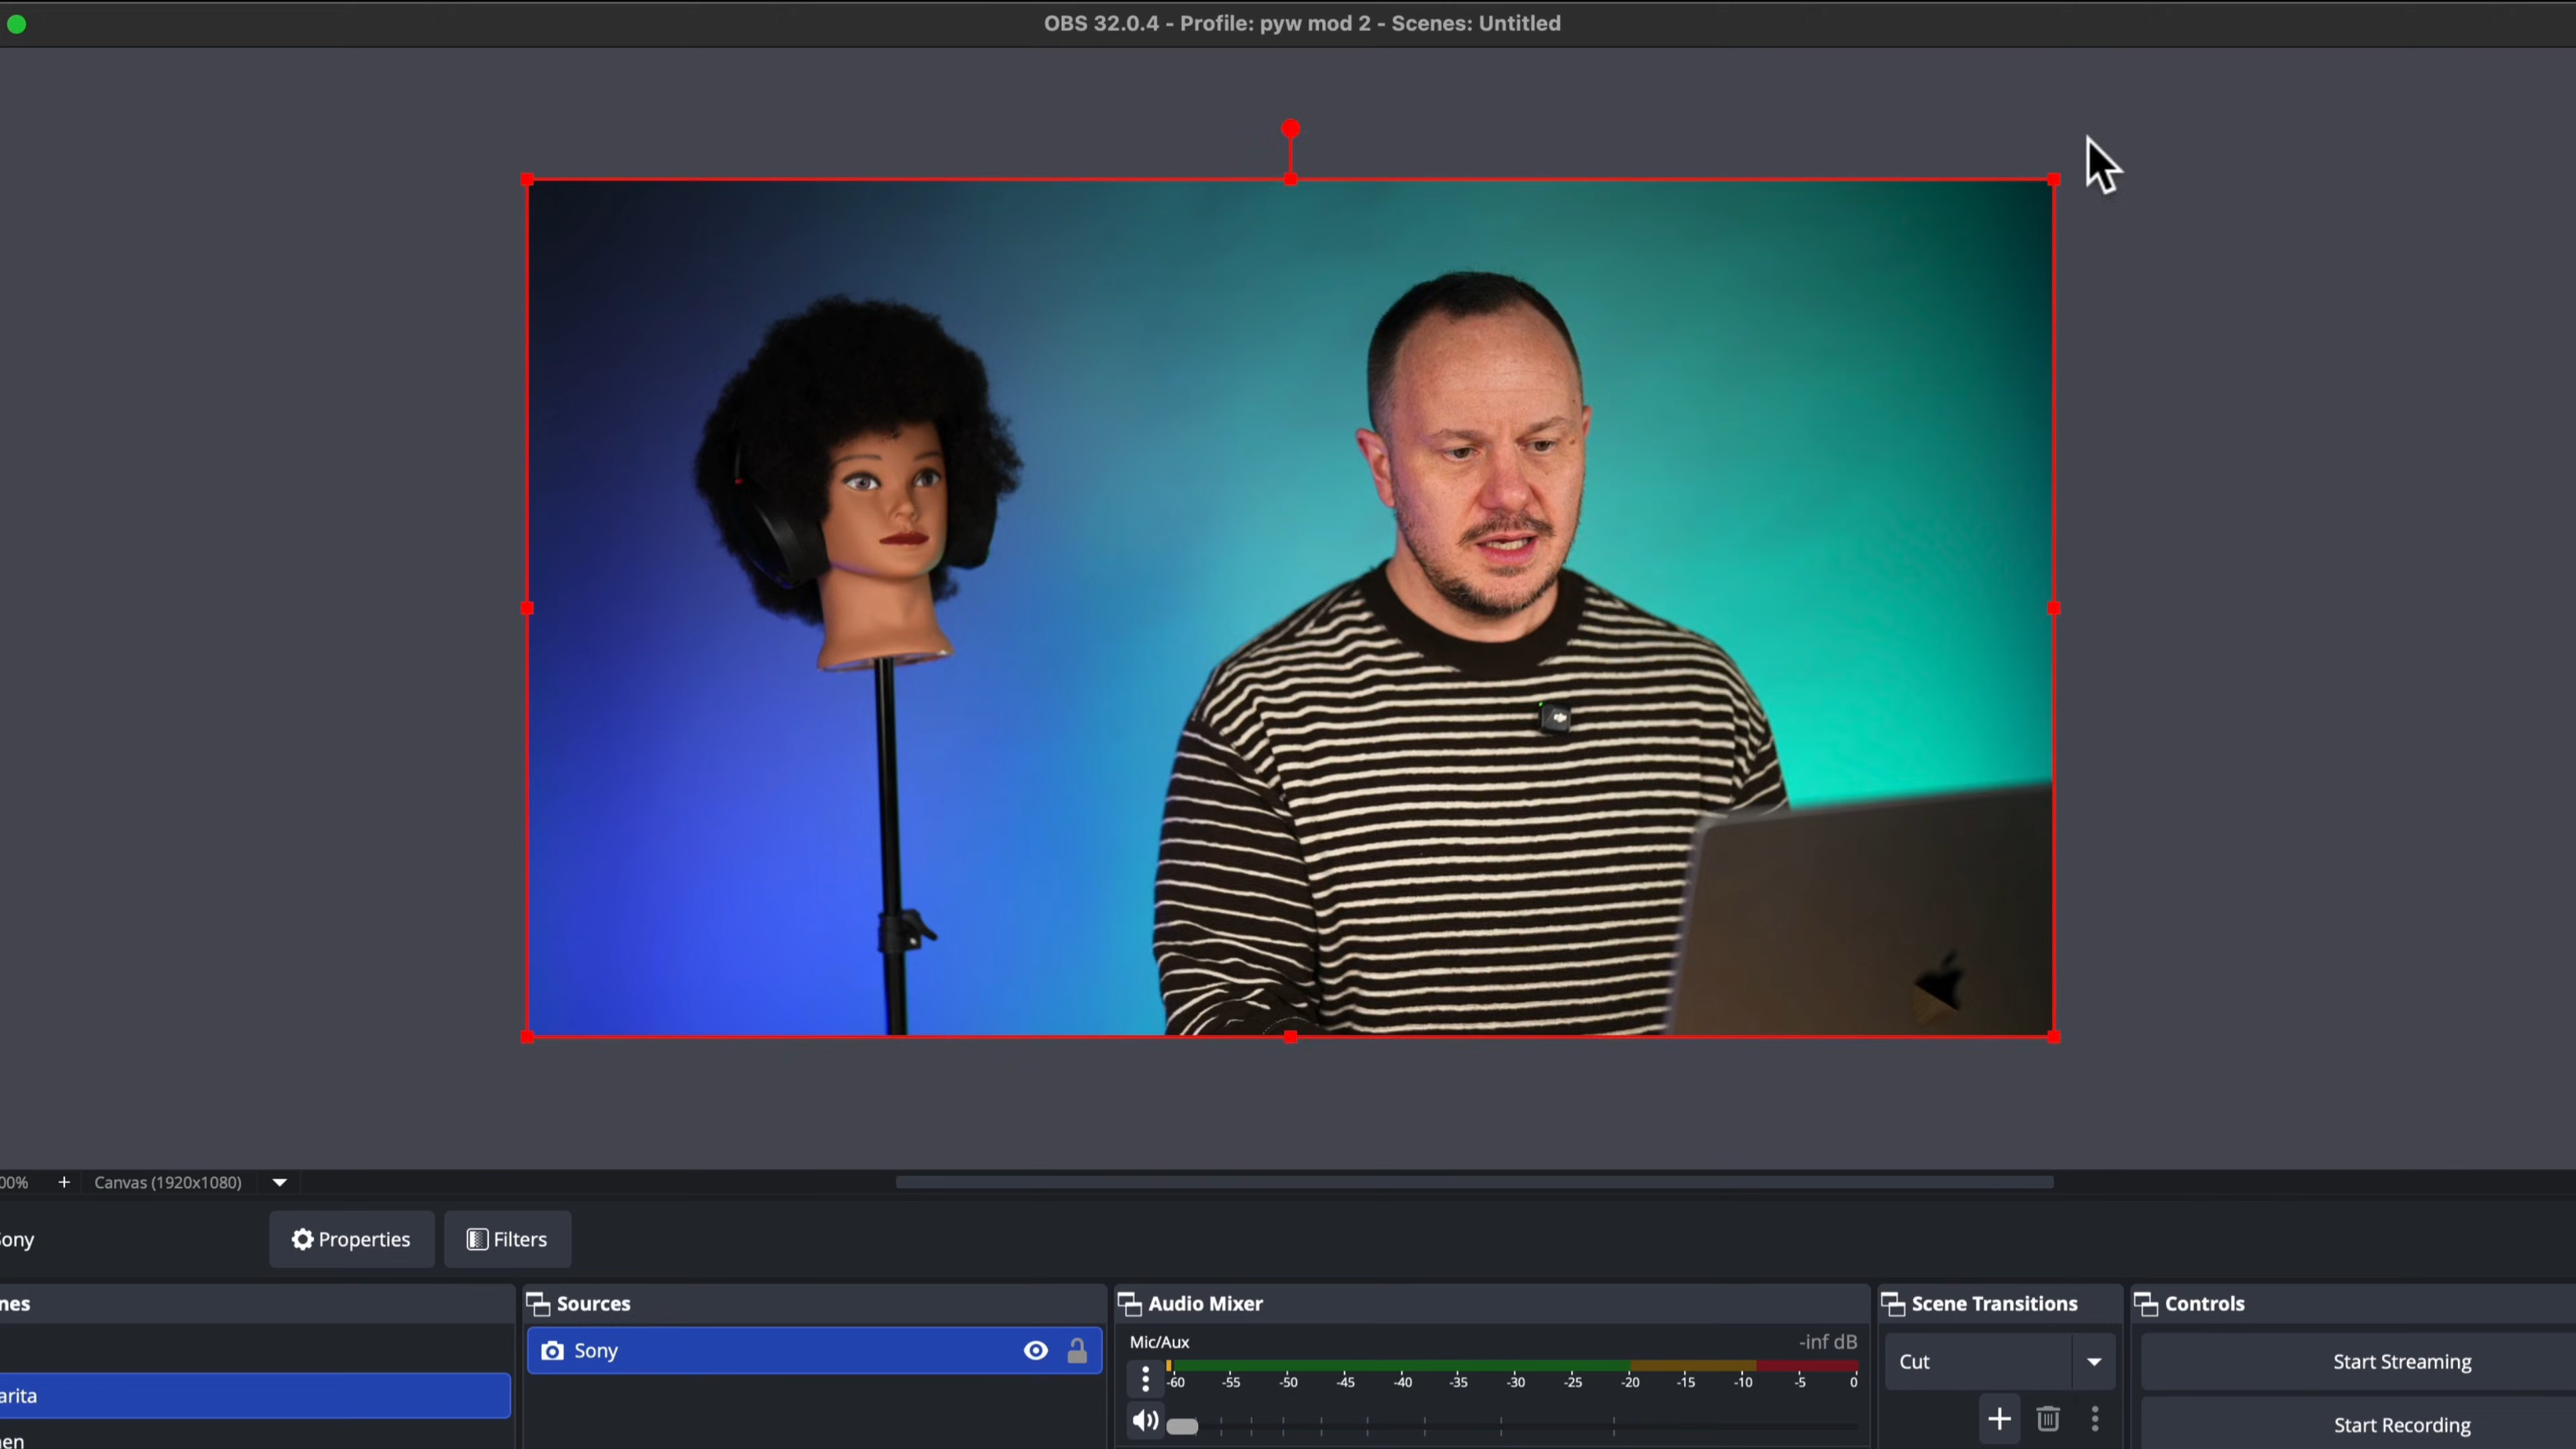 OBS 32.0.4 - Profile: pyw mod 2 - Scenes: Untitled
00% + Canvas (1920x1080)
ony
Properties
Filters
nes
Sources
Audio Mixer
Scene Transitions
Controls
Sony
Mic/Aux
-inf dB
-60 -55 -50 -45 -40 -35 -30 -25 -20 -15 -10 -5 0
Cut
Start Streaming
arita
en
Start Recording